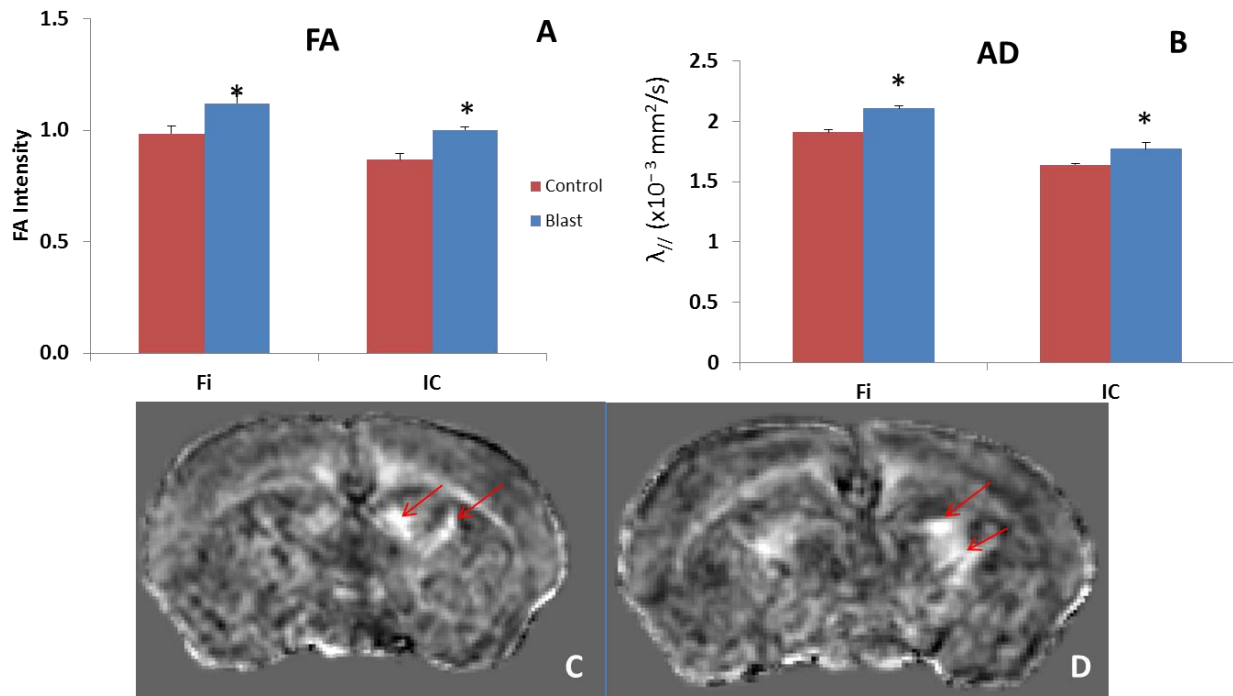 FA
A
1.5
1.0
0.5
0.0
FA Intensity
*
*
Control
Blast
Fi
IC
AD
B
2.5
2
1.5
1
0.5
0
λ// (x10⁻³ mm²/s)
*
*
Fi
IC
C
D